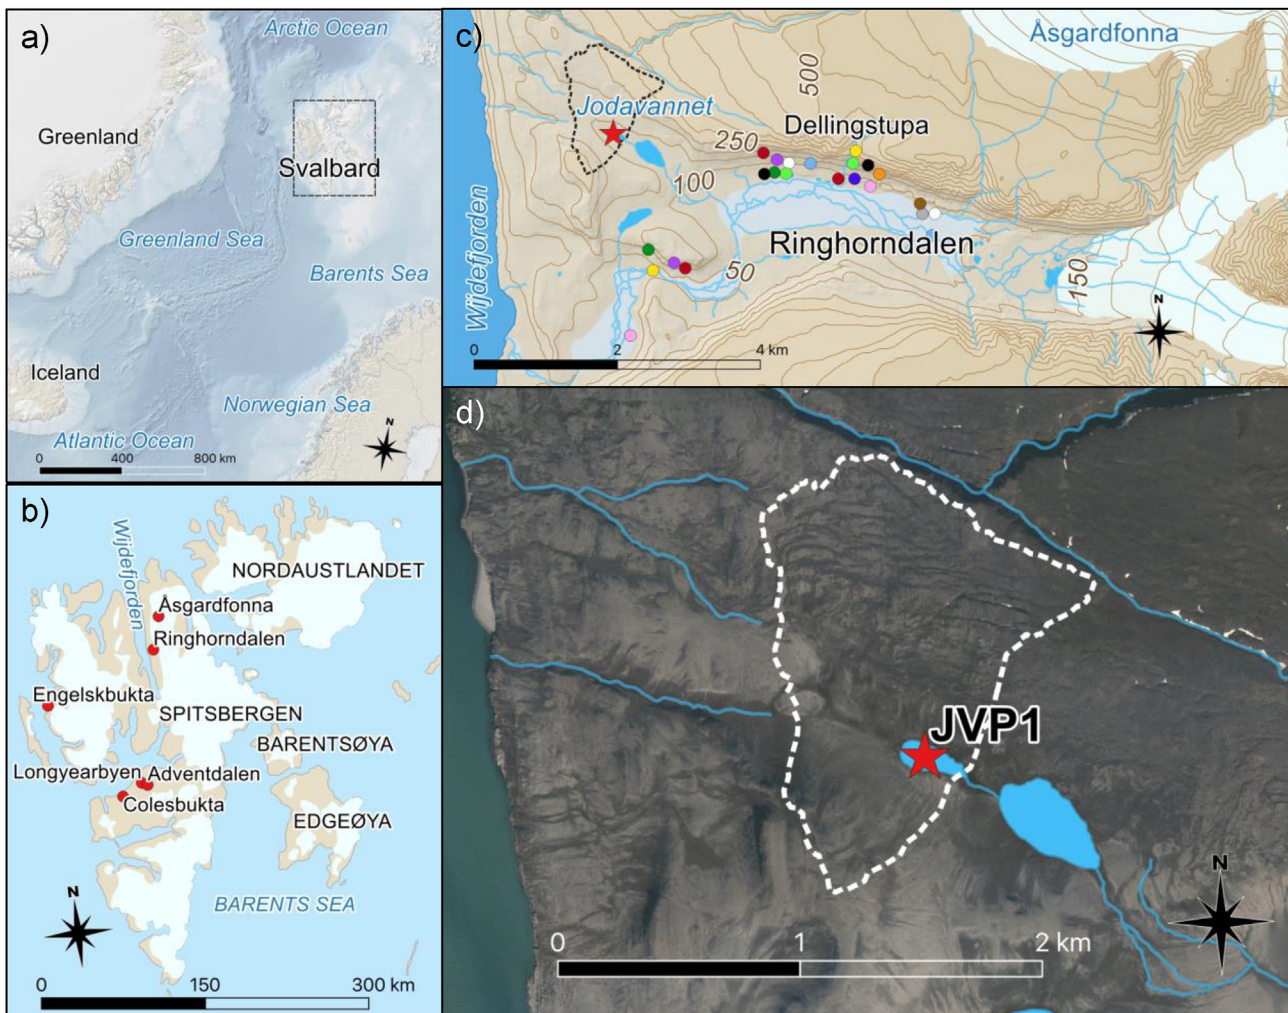 a)
Arctic Ocean
Greenland
Svalbard
Greenland Sea
Barents Sea
Iceland
Norwegian Sea
Atlantic Ocean
N
0 400 800 km
b)
Wijdefjorden
NORDAUSTLANDET
Åsgardfonna
Ringhorndalen
Engelskbukta
SPITSBERGEN
BARENTSØYA
Longyearbyen
Adventdalen
Colesbukta
EDGEØYA
BARENTS SEA
N
0 150 300 km
c)
Åsgardfonna
500
Jodavannet
Dellingstupa
250
100
Ringhorndalen
Wijdefjorden
50
150
N
0 2 4 km
d)
JVP1
N
0 1 2 km